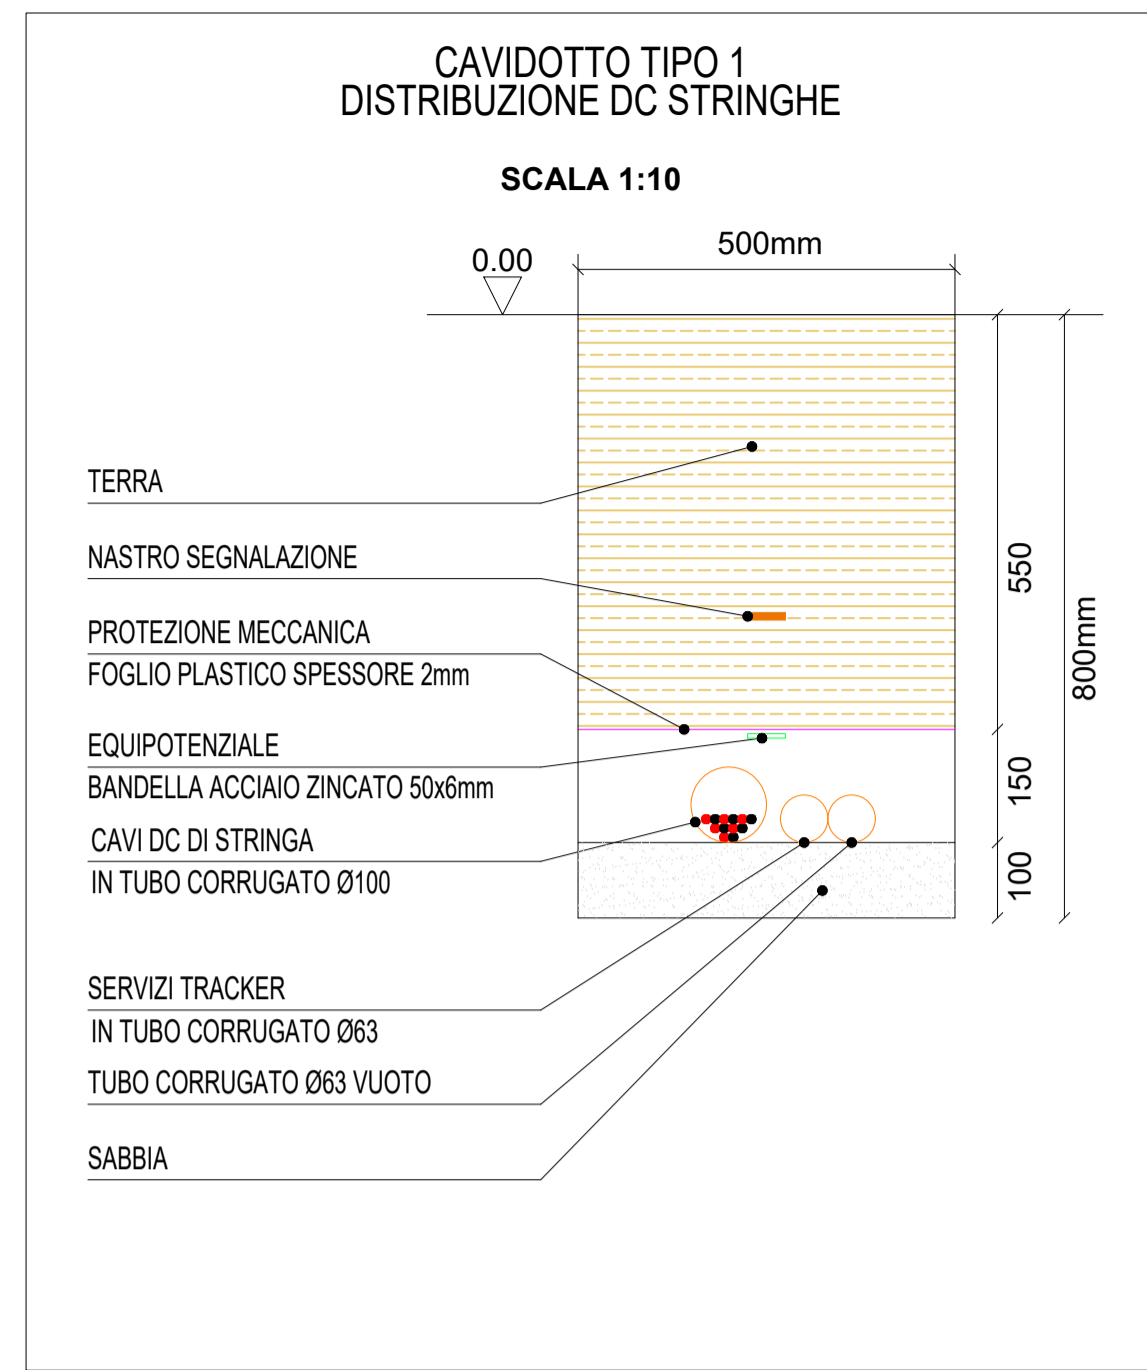 CAVIDOTTO TIPO 1
DISTRIBUZIONE DC STRINGHE
SCALA 1:10
0.00
500mm
TERRA
NASTRO SEGNALAZIONE
PROTEZIONE MECCANICA
FOGLIO PLASTICO SPESSORE 2mm
EQUIPOTENZIALE
BANDELLA ACCIAIO ZINCATO 50x6mm
CAVI DC DI STRINGA
IN TUBO CORRUGATO Ø100
SERVIZI TRACKER
IN TUBO CORRUGATO Ø63
TUBO CORRUGATO Ø63 VUOTO
SABBIA
550
150
100
800mm